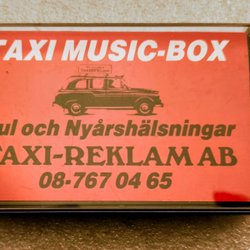 TAXI MUSIC-BOX
ul och Nyårshälsningar
TAXI-REKLAM AB
08-767 04 65